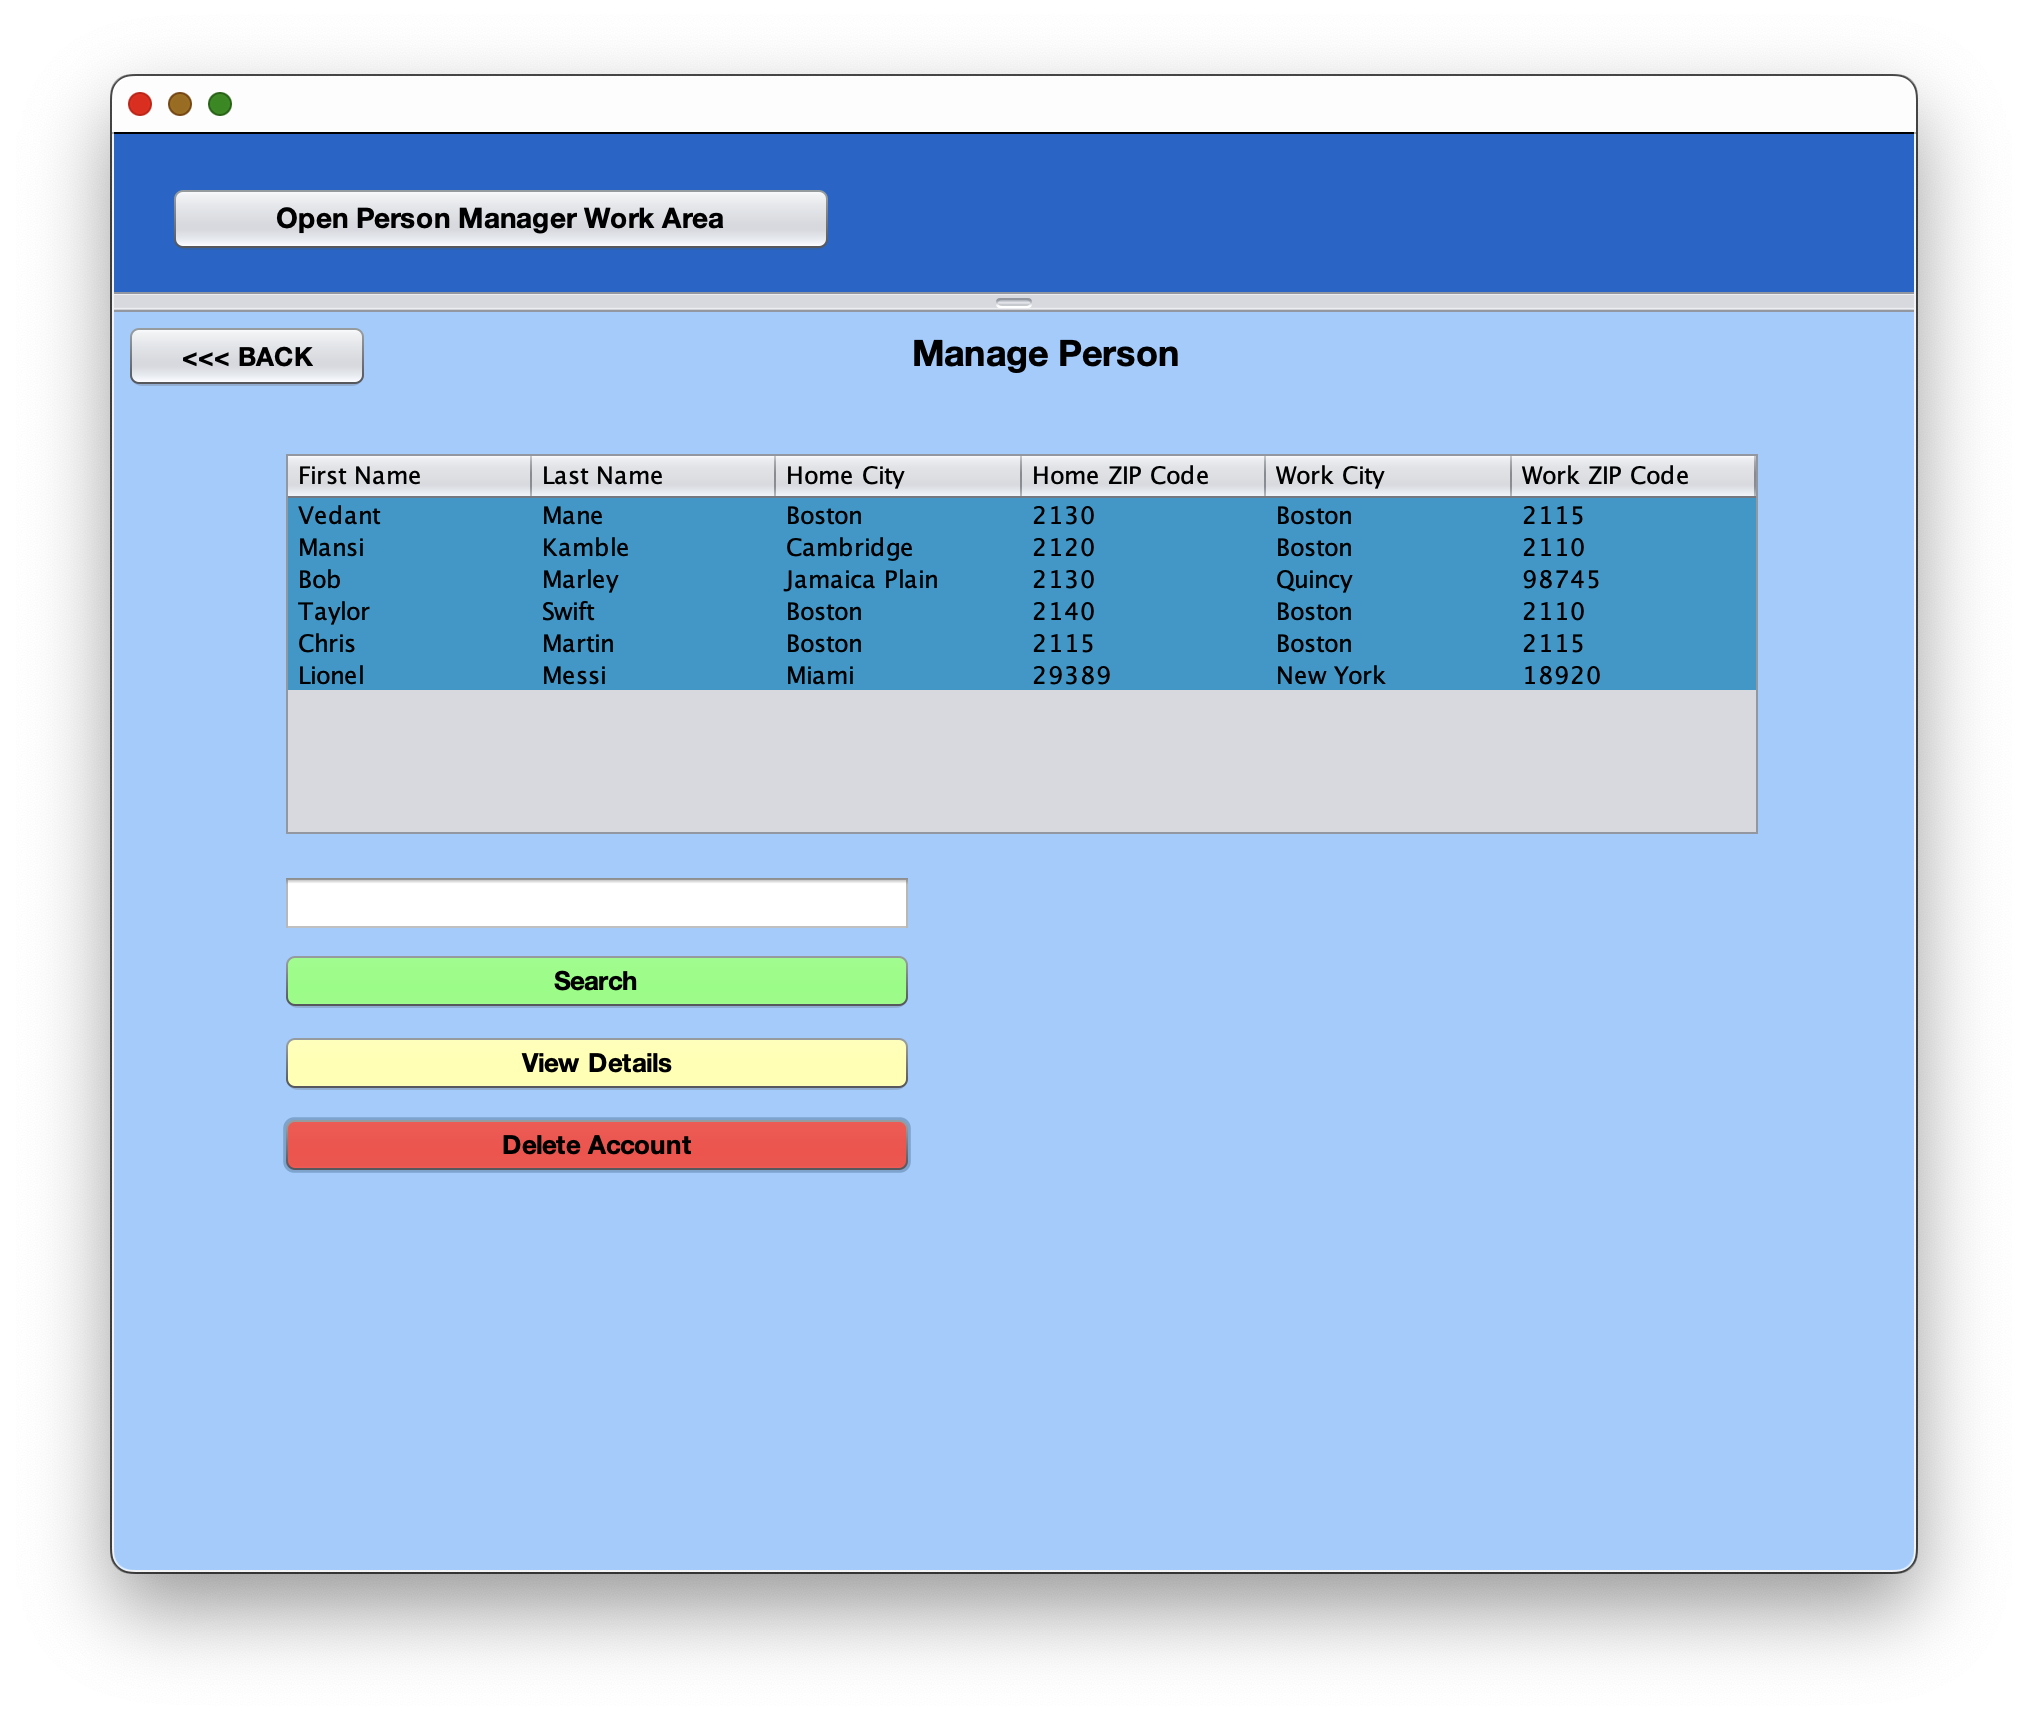 Open Person Manager Work Area
<<< BACK
Manage Person
First Name Last Name Home City Home ZIP Code Work City Work ZIP Code
Vedant Mane Boston 2130 Boston 2115
Mansi Kamble Cambridge 2120 Boston 2110
Bob Marley Jamaica Plain 2130 Quincy 98745
Taylor Swift Boston 2140 Boston 2110
Chris Martin Boston 2115 Boston 2115
Lionel Messi Miami 29389 New York 18920
Search
View Details
Delete Account